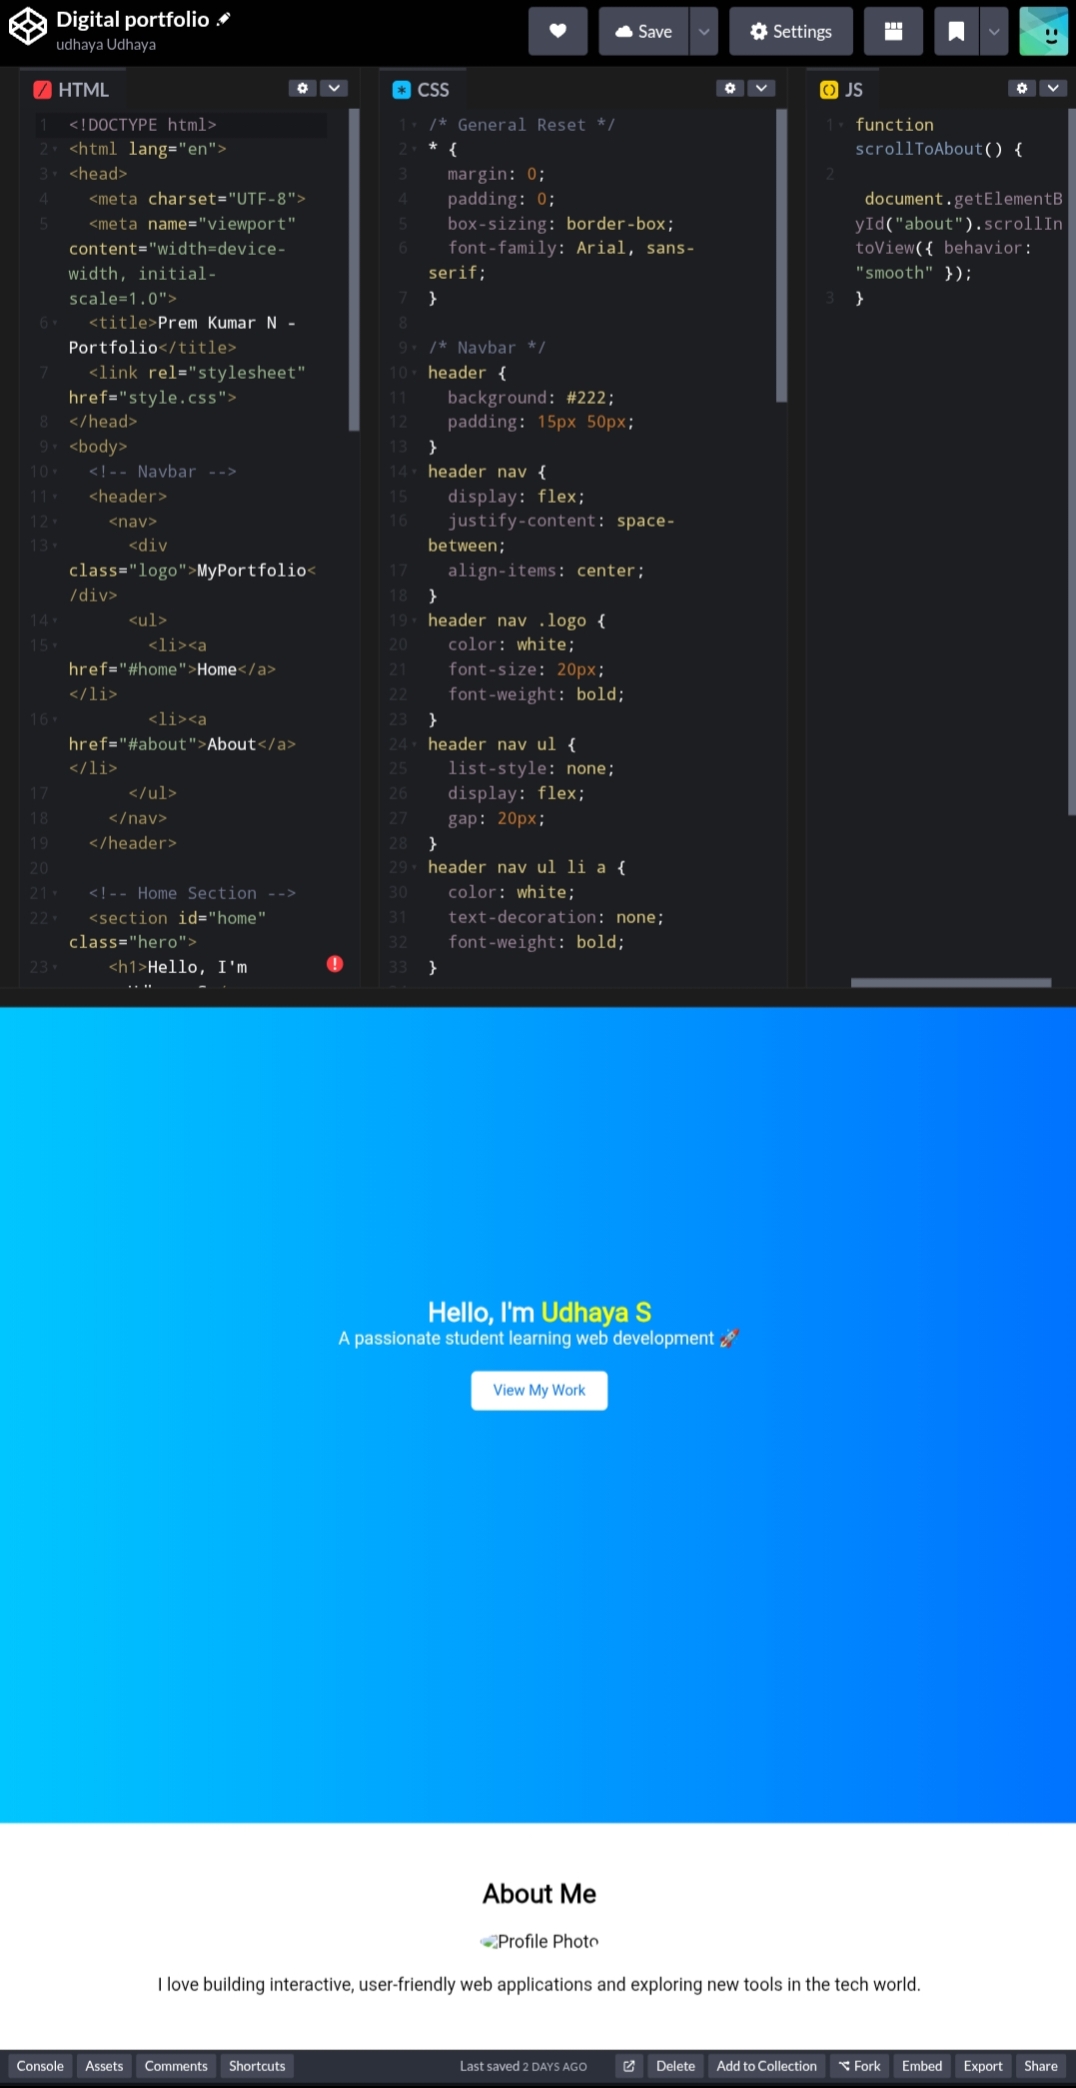 Digital portfolio
udhaya Udhaya
Save
Settings
HTML
1 <!DOCTYPE html>
2 <html lang="en">
3 <head>
4 <meta charset="UTF-8">
5 <meta name="viewport"
content="width=device-
width, initial-
scale=1.0">
6 <title>Prem Kumar N -
Portfolio</title>
7 <link rel="stylesheet"
href="style.css">
8 </head>
9 <body>
10 <!-- Navbar -->
11 <header>
12 <nav>
13 <div
class="logo">MyPortfolio<
/div>
14 <ul>
15 <li><a
href="#home">Home</a>
</li>
16 <li><a
href="#about">About</a>
</li>
17 </ul>
18 </nav>
19 </header>
20
21 <!-- Home Section -->
22 <section id="home"
class="hero">
23 <h1>Hello, I'm
CSS
1 /* General Reset */
2 * {
3 margin: 0;
4 padding: 0;
5 box-sizing: border-box;
6 font-family: Arial, sans-
serif;
7 }
8
9 /* Navbar */
10 header {
11 background: #222;
12 padding: 15px 50px;
13 }
14 header nav {
15 display: flex;
16 justify-content: space-
between;
17 align-items: center;
18 }
19 header nav .logo {
20 color: white;
21 font-size: 20px;
22 font-weight: bold;
23 }
24 header nav ul {
25 list-style: none;
26 display: flex;
27 gap: 20px;
28 }
29 header nav ul li a {
30 color: white;
31 text-decoration: none;
32 font-weight: bold;
33 }
JS
1 function
scrollToAbout() {
2
document.getElementB
yId("about").scrollIn
toView({ behavior:
"smooth" });
3 }
Hello, I'm Udhaya S
A passionate student learning web development 🚀
View My Work
About Me
Profile Photo
I love building interactive, user-friendly web applications and exploring new tools in the tech world.
Console Assets Comments Shortcuts Last saved 2 DAYS AGO Delete Add to Collection Fork Embed Export Share